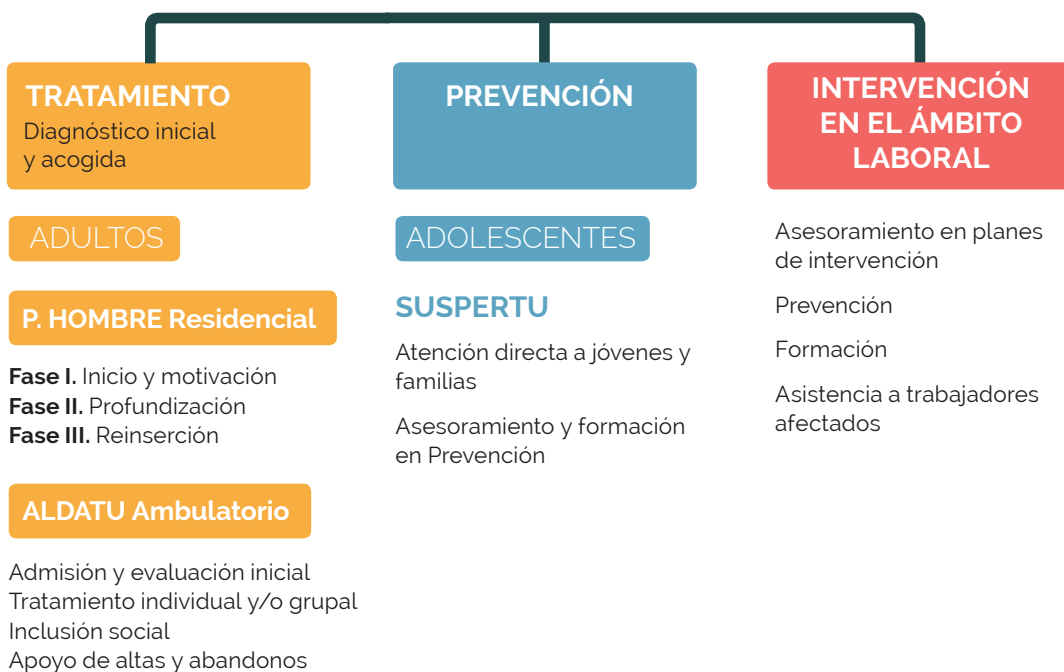 TRATAMIENTO
Diagnóstico inicial
y acogida
ADULTOS
P. HOMBRE Residencial
Fase I. Inicio y motivación
Fase II. Profundización
Fase III. Reinserción
ALDATU Ambulatorio
Admisión y evaluación inicial
Tratamiento individual y/o grupal
Inclusión social
Apoyo de altas y abandonos
PREVENCIÓN
ADOLESCENTES
SUSPERTU
Atención directa a jóvenes y
familias
Asesoramiento y formación
en Prevención
INTERVENCIÓN
EN EL ÁMBITO
LABORAL
Asesoramiento en planes
de intervención
Prevención
Formación
Asistencia a trabajadores
afectados